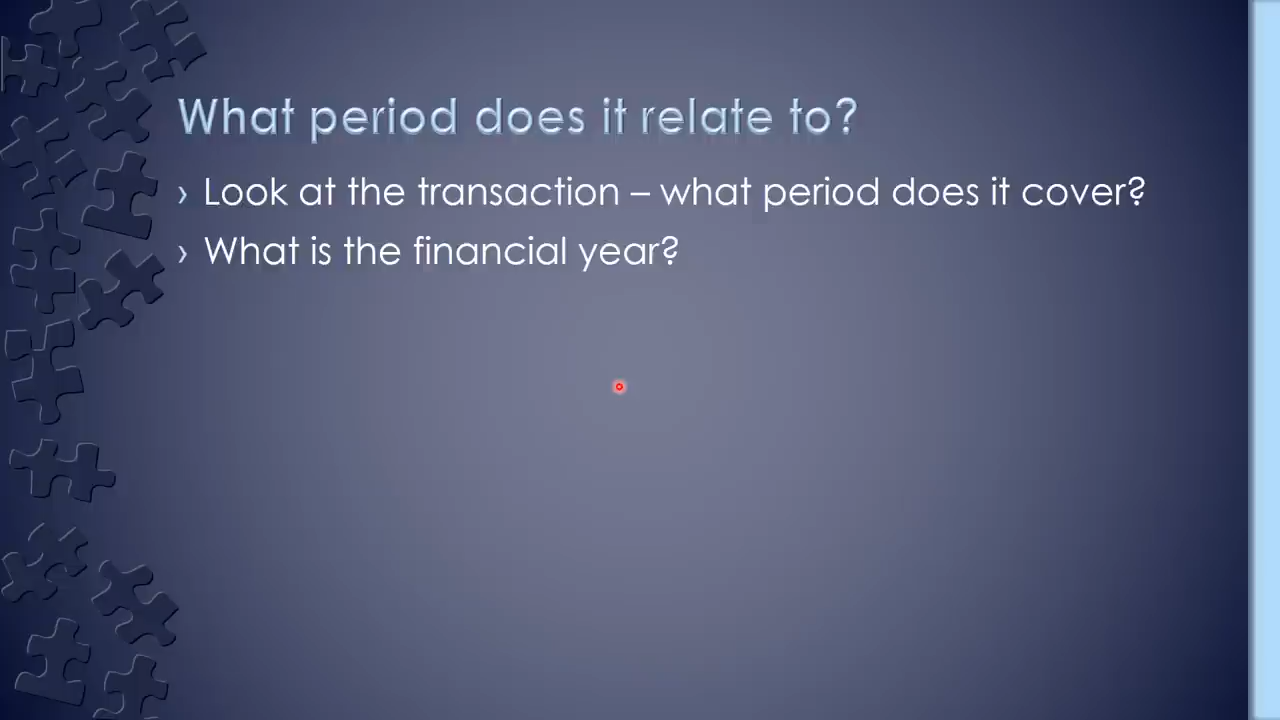 What period does it relate to?
› Look at the transaction – what period does it cover?
› What is the financial year?